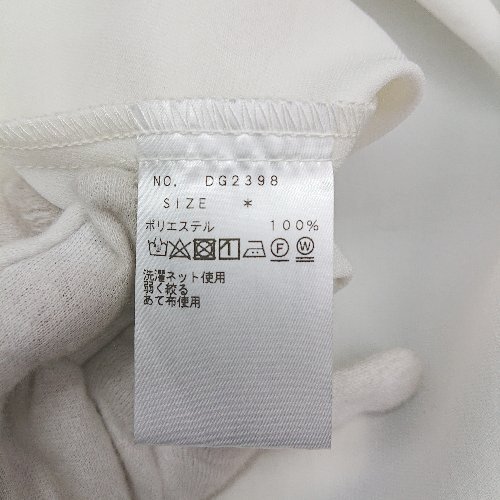 NO. DG2398
SIZE *
ポリエステル 100%
F W
洗濯ネット使用
弱く絞る
あて布使用